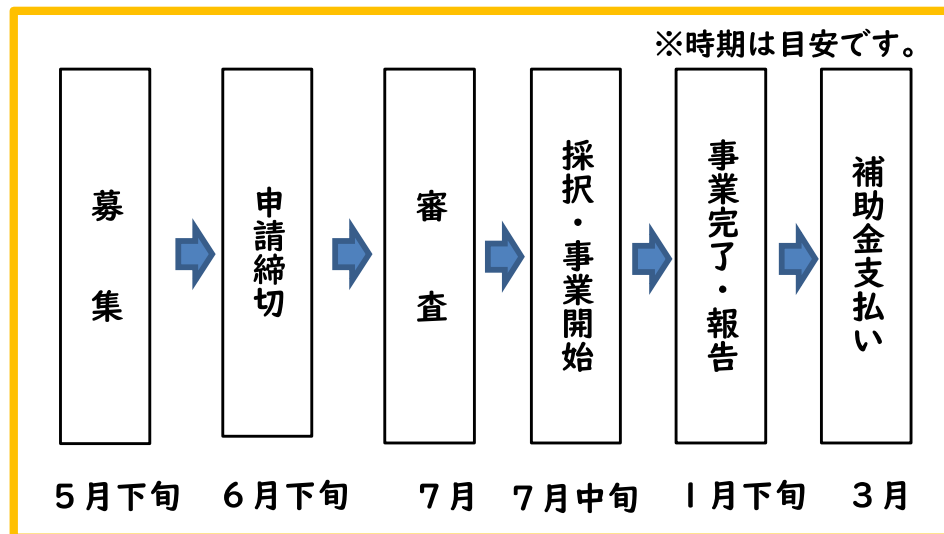 ※時期は目安です。
募集
申請締切
審査
採択・事業開始
事業完了・報告
補助金支払い
５月下旬
６月下旬
７月
７月中旬
１月下旬
３月